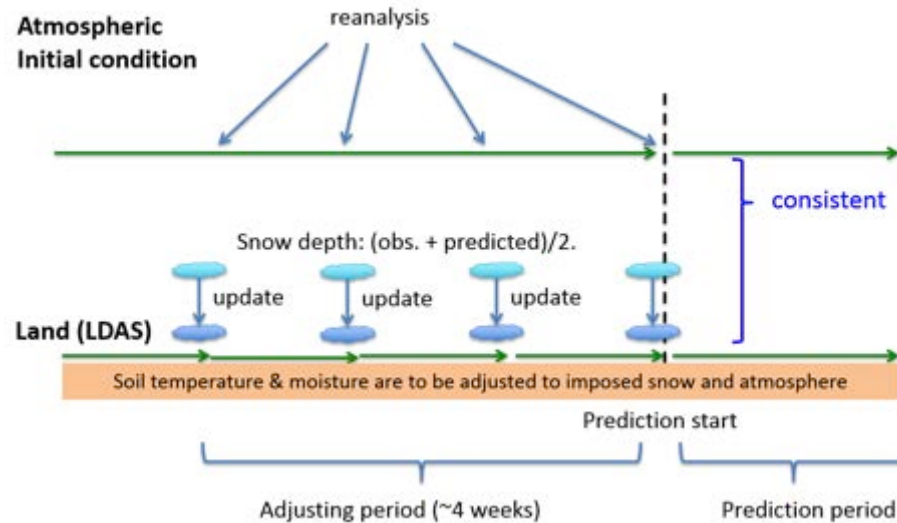 Atmospheric
Initial condition
reanalysis
consistent
Snow depth: (obs. + predicted)/2.
update
update
update
Land (LDAS)
Soil temperature & moisture are to be adjusted to imposed snow and atmosphere
Prediction start
Adjusting period (~4 weeks)
Prediction period